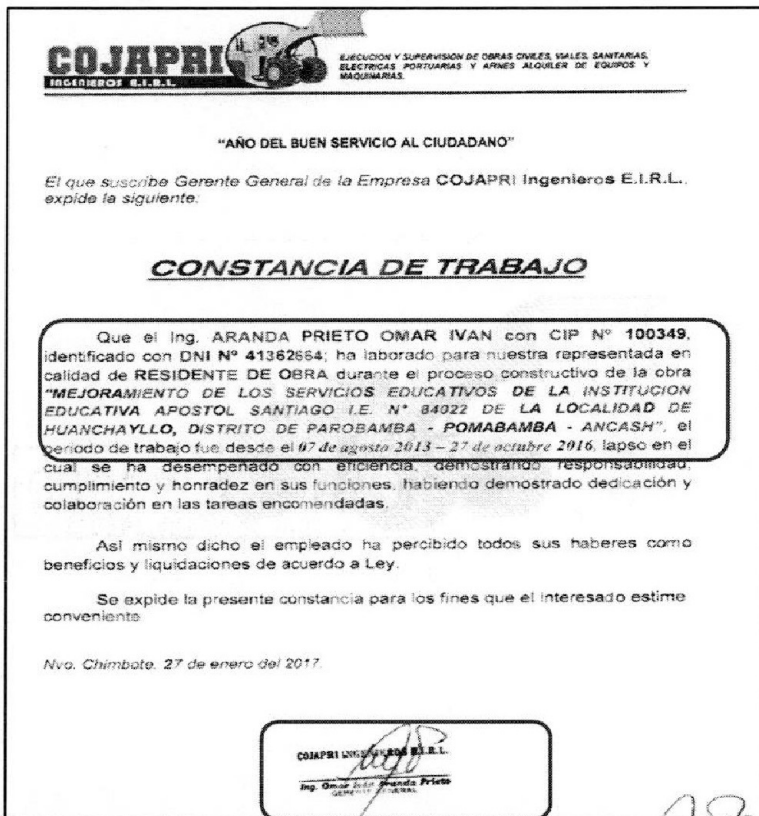 COJAPRI
INGENIEROS E.I.R.L.
EJECUCION Y SUPERVISION DE OBRAS CIVILES, VIALES, SANITARIAS,
ELECTRICAS PORTUARIAS Y AFINES ALQUILER DE EQUIPOS Y
MAQUINARIAS.
"AÑO DEL BUEN SERVICIO AL CIUDADANO"
El que suscribe Gerente General de la Empresa COJAPRI Ingenieros E.I.R.L.,
expide la siguiente:
CONSTANCIA DE TRABAJO
Que el Ing. ARANDA PRIETO OMAR IVAN con CIP Nº 100349,
identificado con DNI Nº 41362664; ha laborado para nuestra representada en
calidad de RESIDENTE DE OBRA durante el proceso constructivo de la obra
"MEJORAMIENTO DE LOS SERVICIOS EDUCATIVOS DE LA INSTITUCION
EDUCATIVA APOSTOL SANTIAGO I.E. Nº 84022 DE LA LOCALIDAD DE
HUANCHAYLLO, DISTRITO DE PAROBAMBA - POMABAMBA - ANCASH", el
periodo de trabajo fue desde el 07 de agosto 2013 – 27 de octubre 2016, lapso en el
cual se ha desempeñado con eficiencia, demostrando responsabilidad,
cumplimiento y honradez en sus funciones, habiendo demostrado dedicación y
colaboración en las tareas encomendadas.
Así mismo dicho el empleado ha percibido todos sus haberes como
beneficios y liquidaciones de acuerdo a Ley.
Se expide la presente constancia para los fines que el interesado estime
conveniente
Nvo. Chimbote, 27 de enero del 2017.
COJAPRI INGENIEROS E.I.R.L.
Ing. Omar Iván Aranda Prieto
GERENTE GENERAL